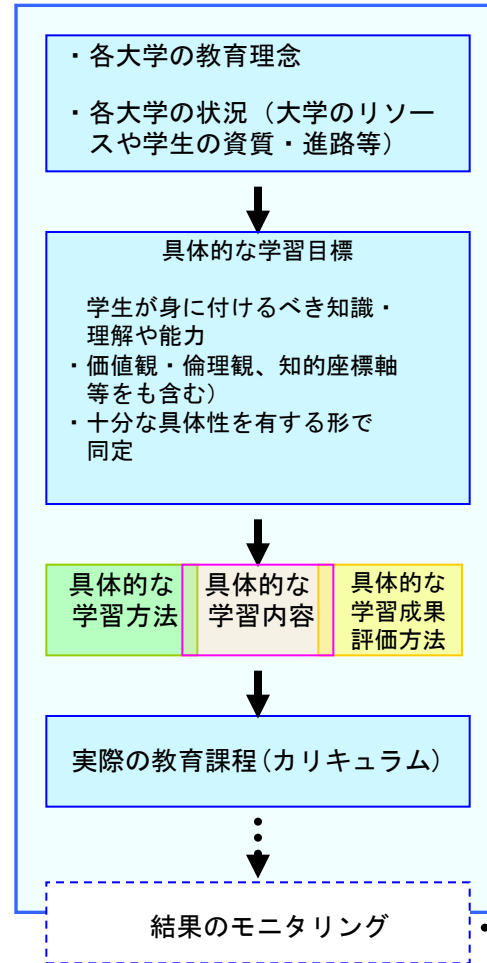 ・各大学の教育理念
・各大学の状況（大学のリソー
スや学生の資質・進路等）
具体的な学習目標
学生が身に付けるべき知識・
理解や能力
・価値観・倫理観、知的座標軸
等をも含む）
・十分な具体性を有する形で
同定
具体的な
学習方法
具体的な
学習内容
具体的な
学習成果
評価方法
実際の教育課程(カリキュラム)
結果のモニタリング